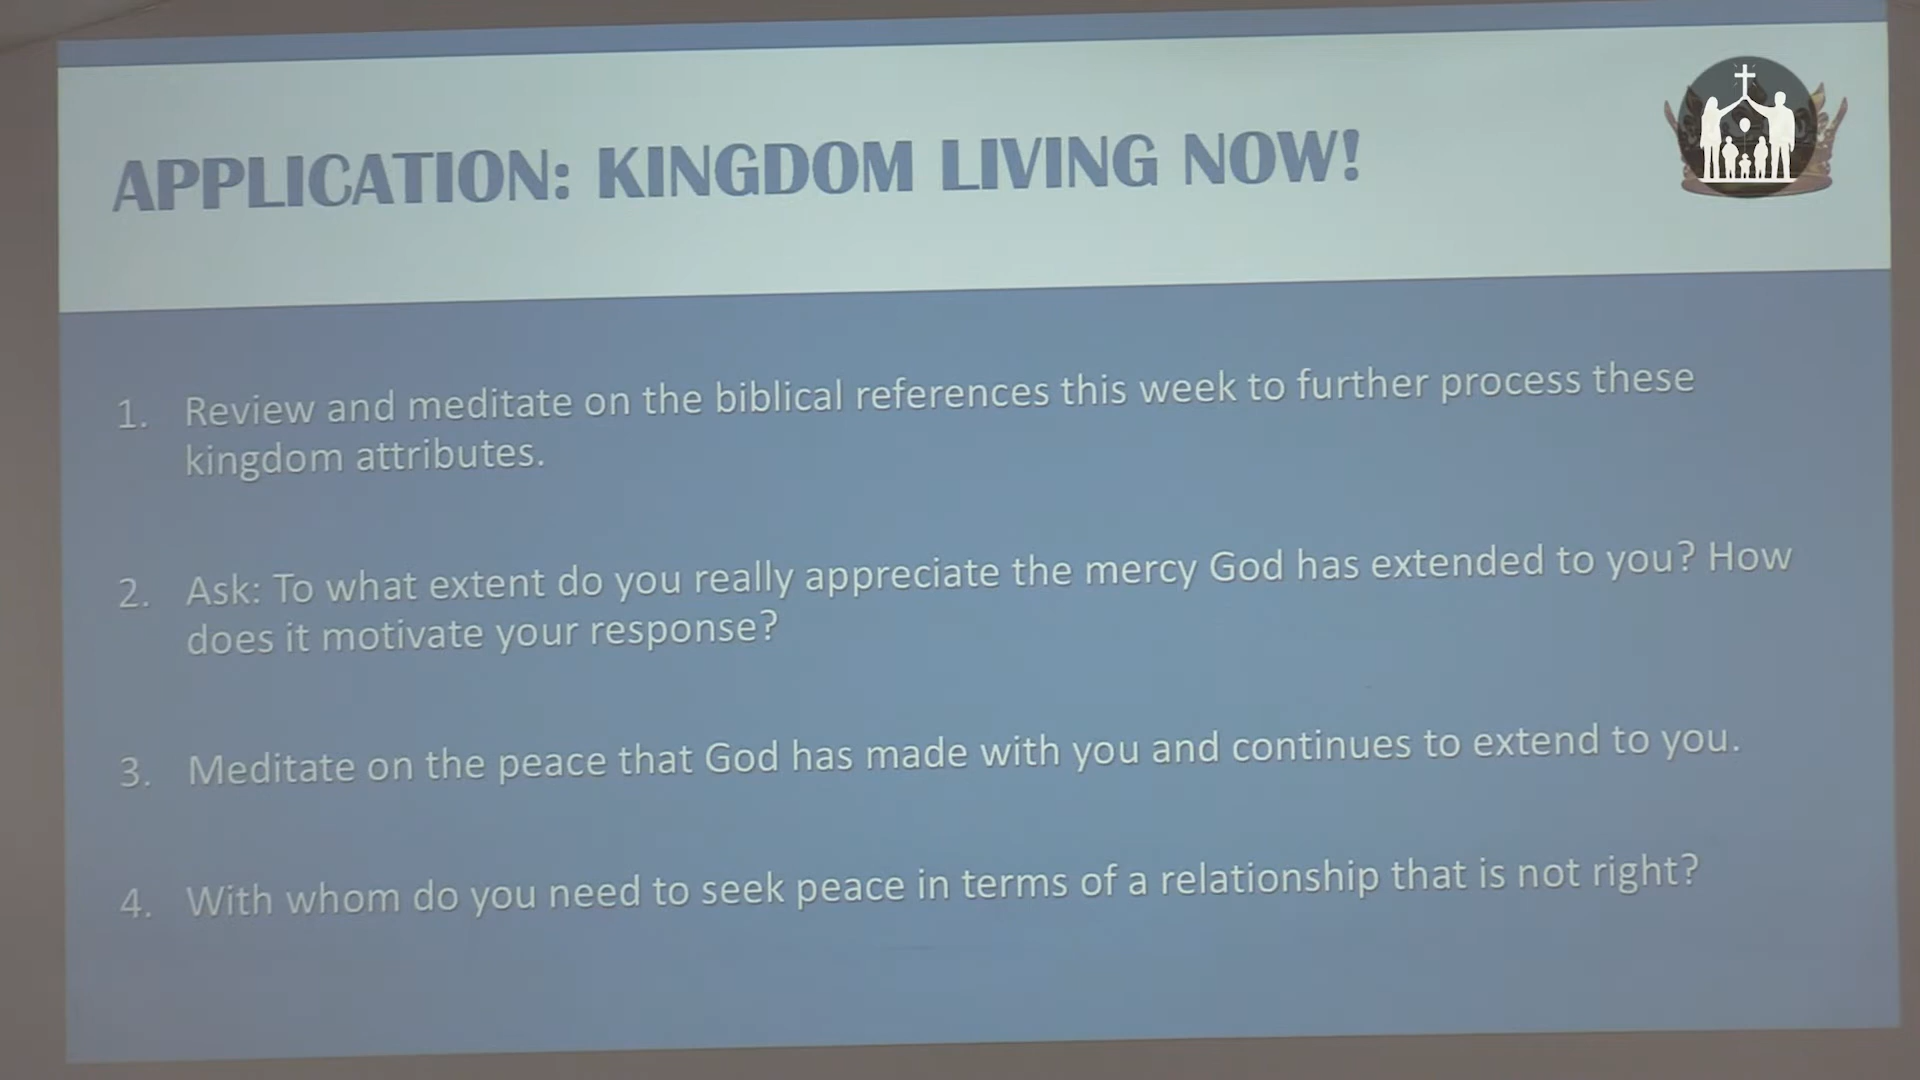 APPLICATION: KINGDOM LIVING NOW!
1. Review and meditate on the biblical references this week to further process these
kingdom attributes.
2. Ask: To what extent do you really appreciate the mercy God has extended to you? How
does it motivate your response?
3. Meditate on the peace that God has made with you and continues to extend to you.
4. With whom do you need to seek peace in terms of a relationship that is not right?